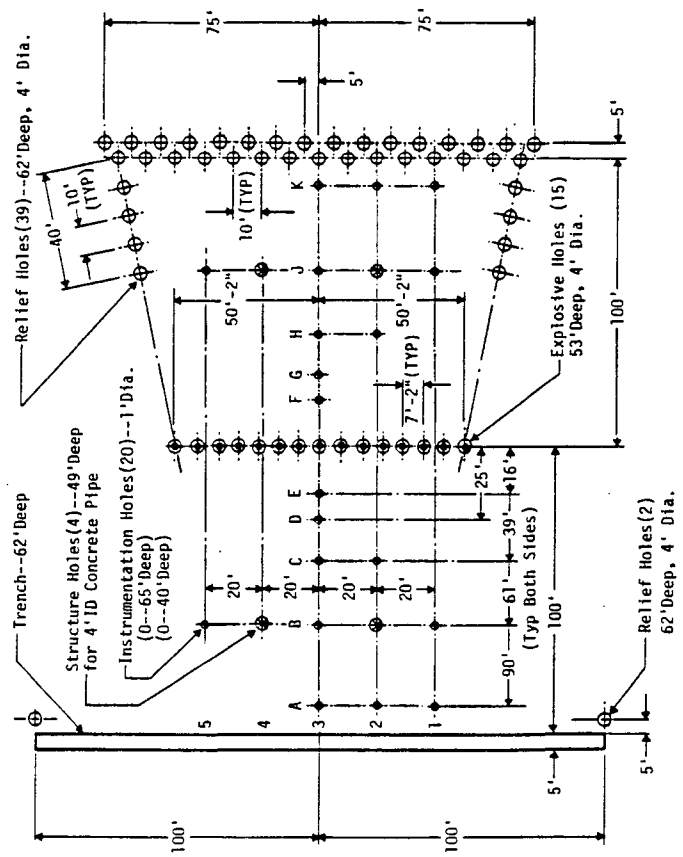 Trench--62'Deep
Structure Holes(4)--49'Deep
for 4'ID Concrete Pipe
Instrumentation Holes(20)--1'Dia.
(0--65'Deep)
(0--40'Deep)
Relief Holes(39)--62'Deep, 4' Dia.
40'
10'
(TYP)
75'
75'
5'
5'
10'(TYP)
50'-2"
50'-2"
7'-2"(TYP)
100'
Explosive Holes (15)
53'Deep, 4' Dia.
A
B
C
D
E
F
G
H
J
K
5
4
3
2
1
20'
20'
20'
20'
25'
16'
39'
61'
90'
(Typ Both Sides)
100'
100'
100'
5'
5'
Relief Holes(2)
62'Deep, 4' Dia.